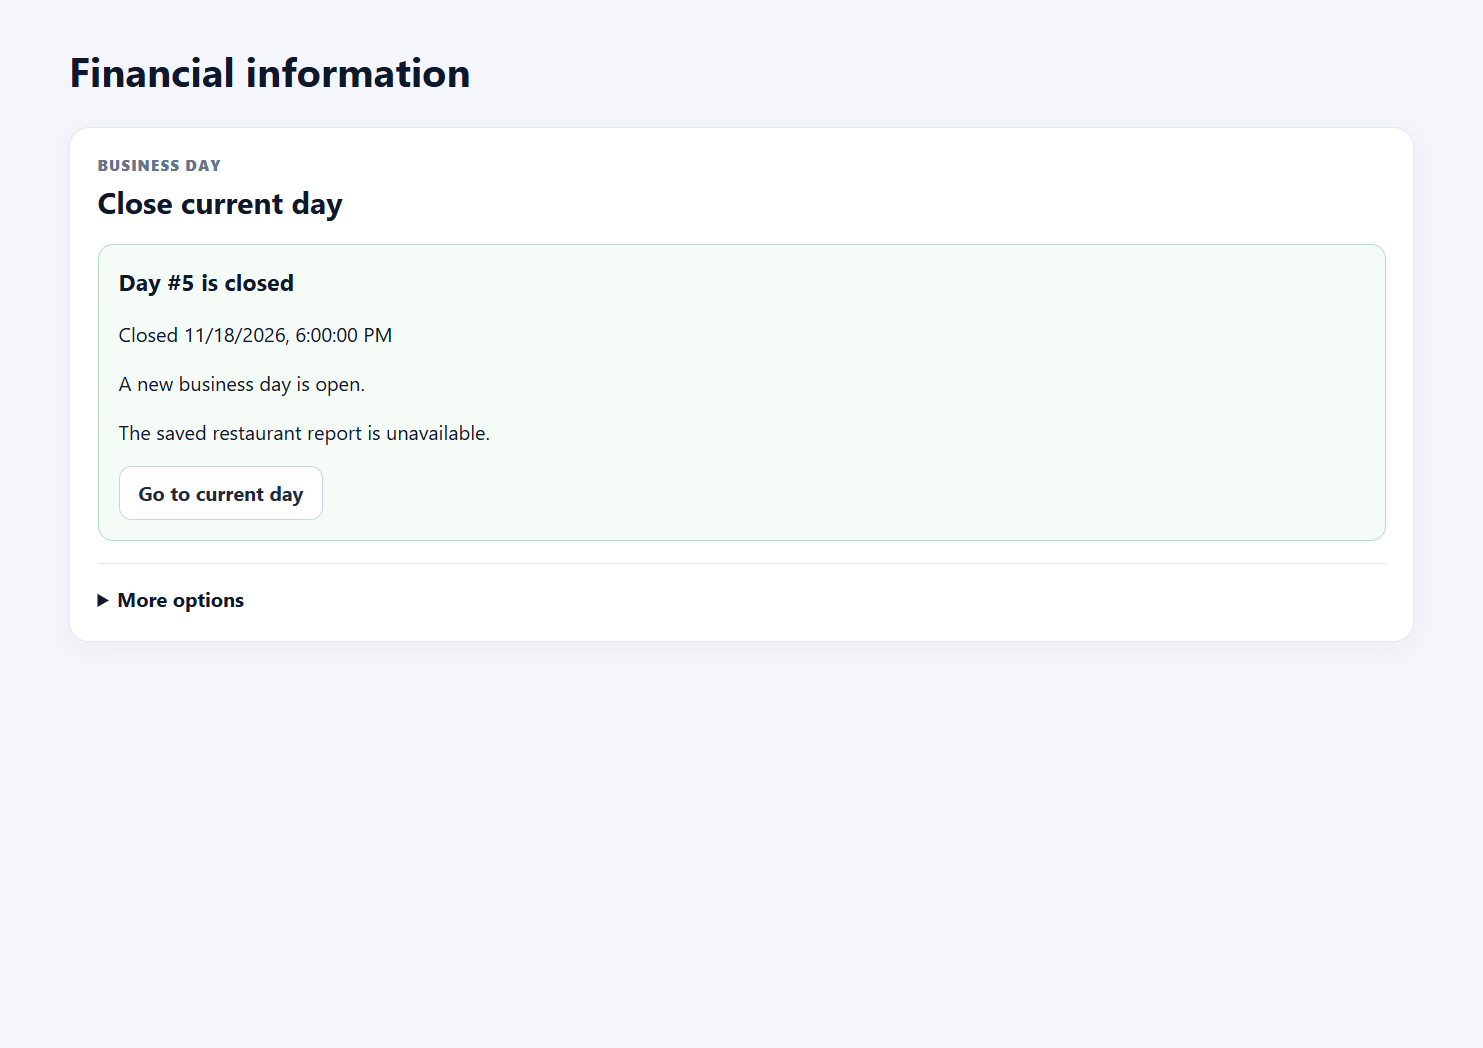 Financial information
BUSINESS DAY
Close current day
Day #5 is closed
Closed 11/18/2026, 6:00:00 PM
A new business day is open.
The saved restaurant report is unavailable.
Go to current day
More options